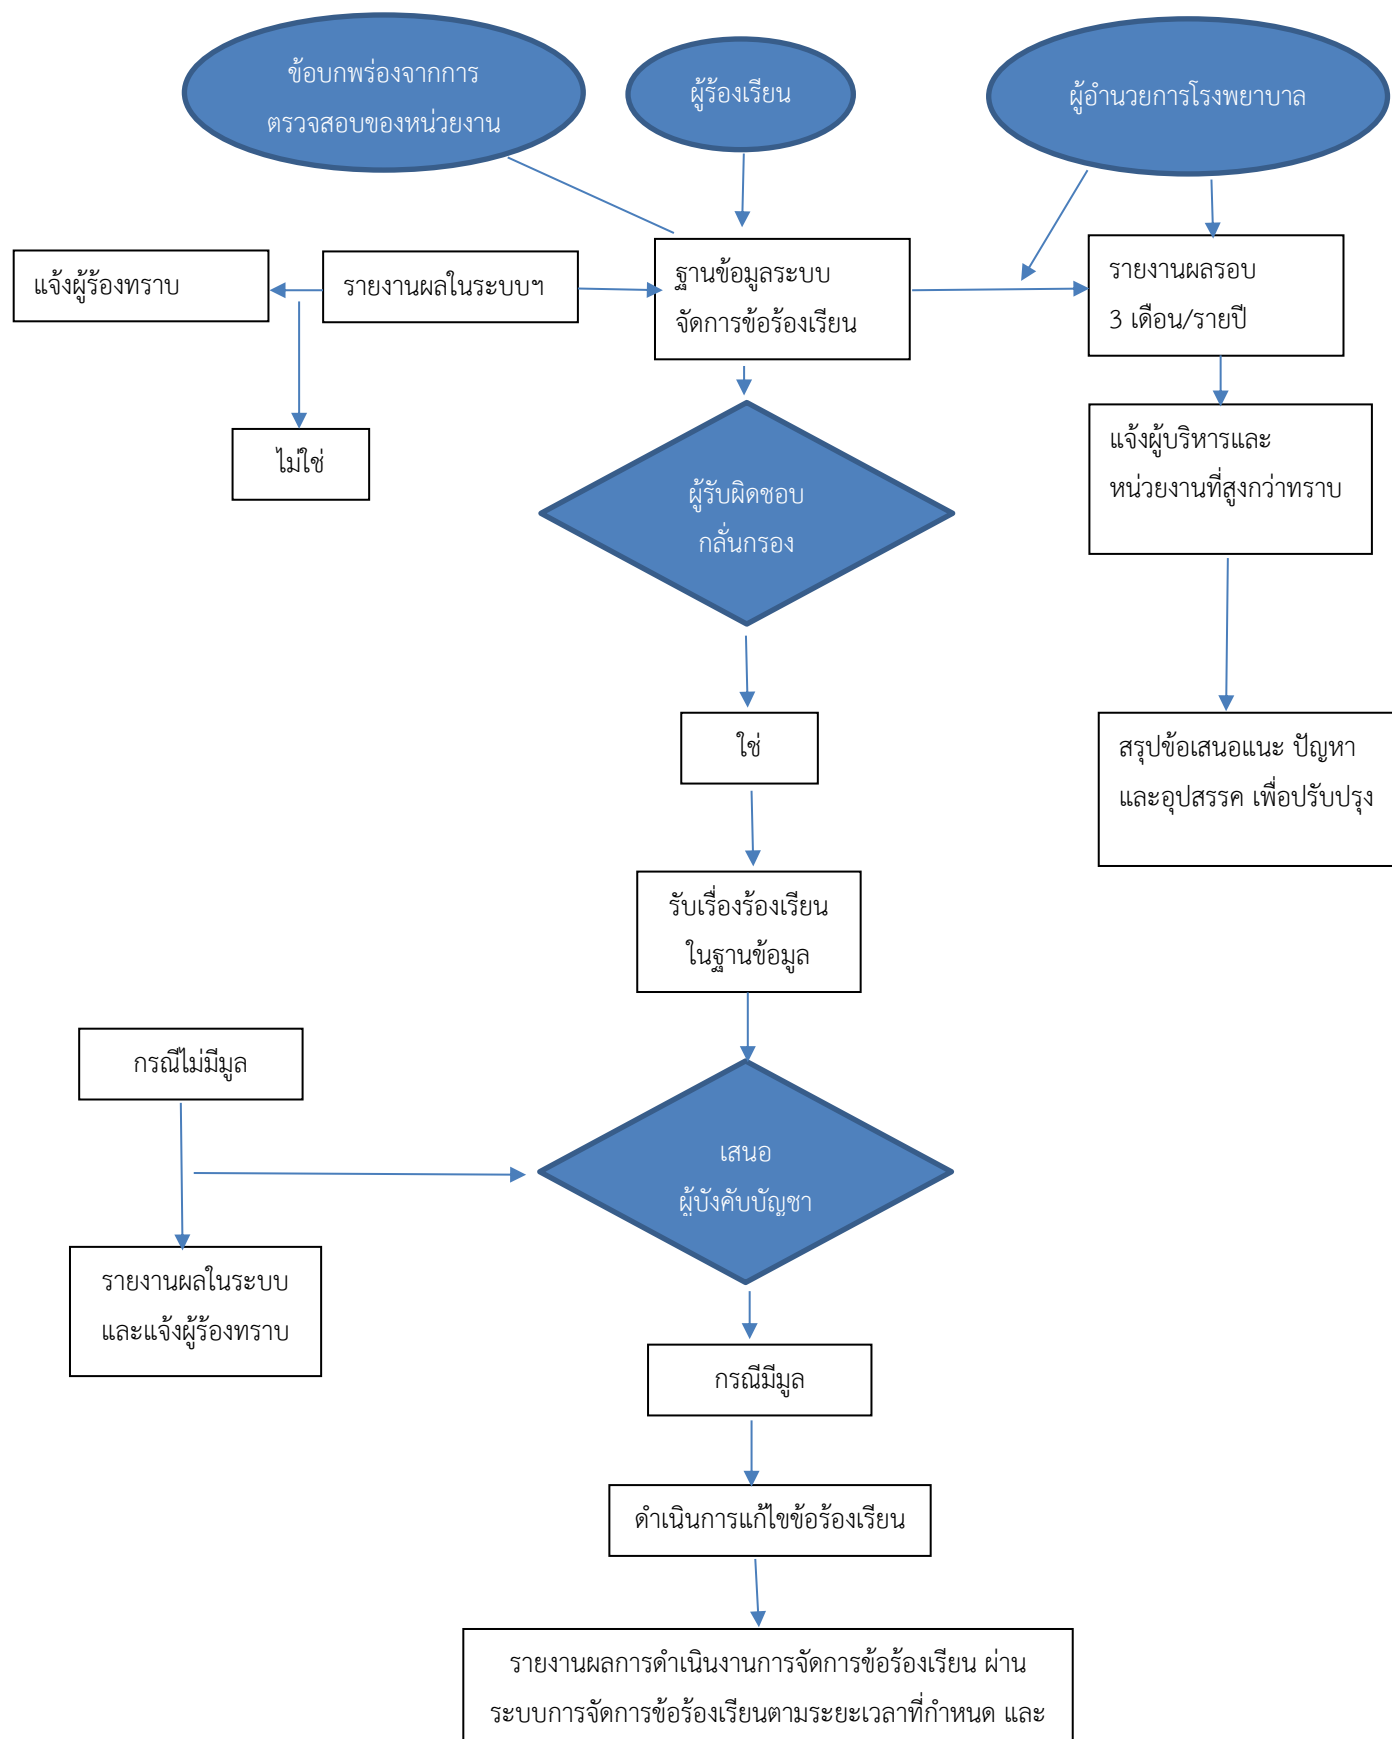 ข้อบกพร่องจากการ
ตรวจสอบของหน่วยงาน
ผู้ร้องเรียน
ผู้อำนวยการโรงพยาบาล
แจ้งผู้ร้องทราบ
รายงานผลในระบบฯ
ฐานข้อมูลระบบ
จัดการข้อร้องเรียน
รายงานผลรอบ
3 เดือน/รายปี
ไม่ใช่
แจ้งผู้บริหารและ
หน่วยงานที่สูงกว่าทราบ
ผู้รับผิดชอบ
กลั่นกรอง
ใช่
สรุปข้อเสนอแนะ ปัญหา
และอุปสรรค เพื่อปรับปรุง
รับเรื่องร้องเรียน
ในฐานข้อมูล
กรณีไม่มีมูล
เสนอ
ผู้บังคับบัญชา
รายงานผลในระบบ
และแจ้งผู้ร้องทราบ
กรณีมีมูล
ดำเนินการแก้ไขข้อร้องเรียน
รายงานผลการดำเนินงานการจัดการข้อร้องเรียน ผ่าน
ระบบการจัดการข้อร้องเรียนตามระยะเวลาที่กำหนด และ